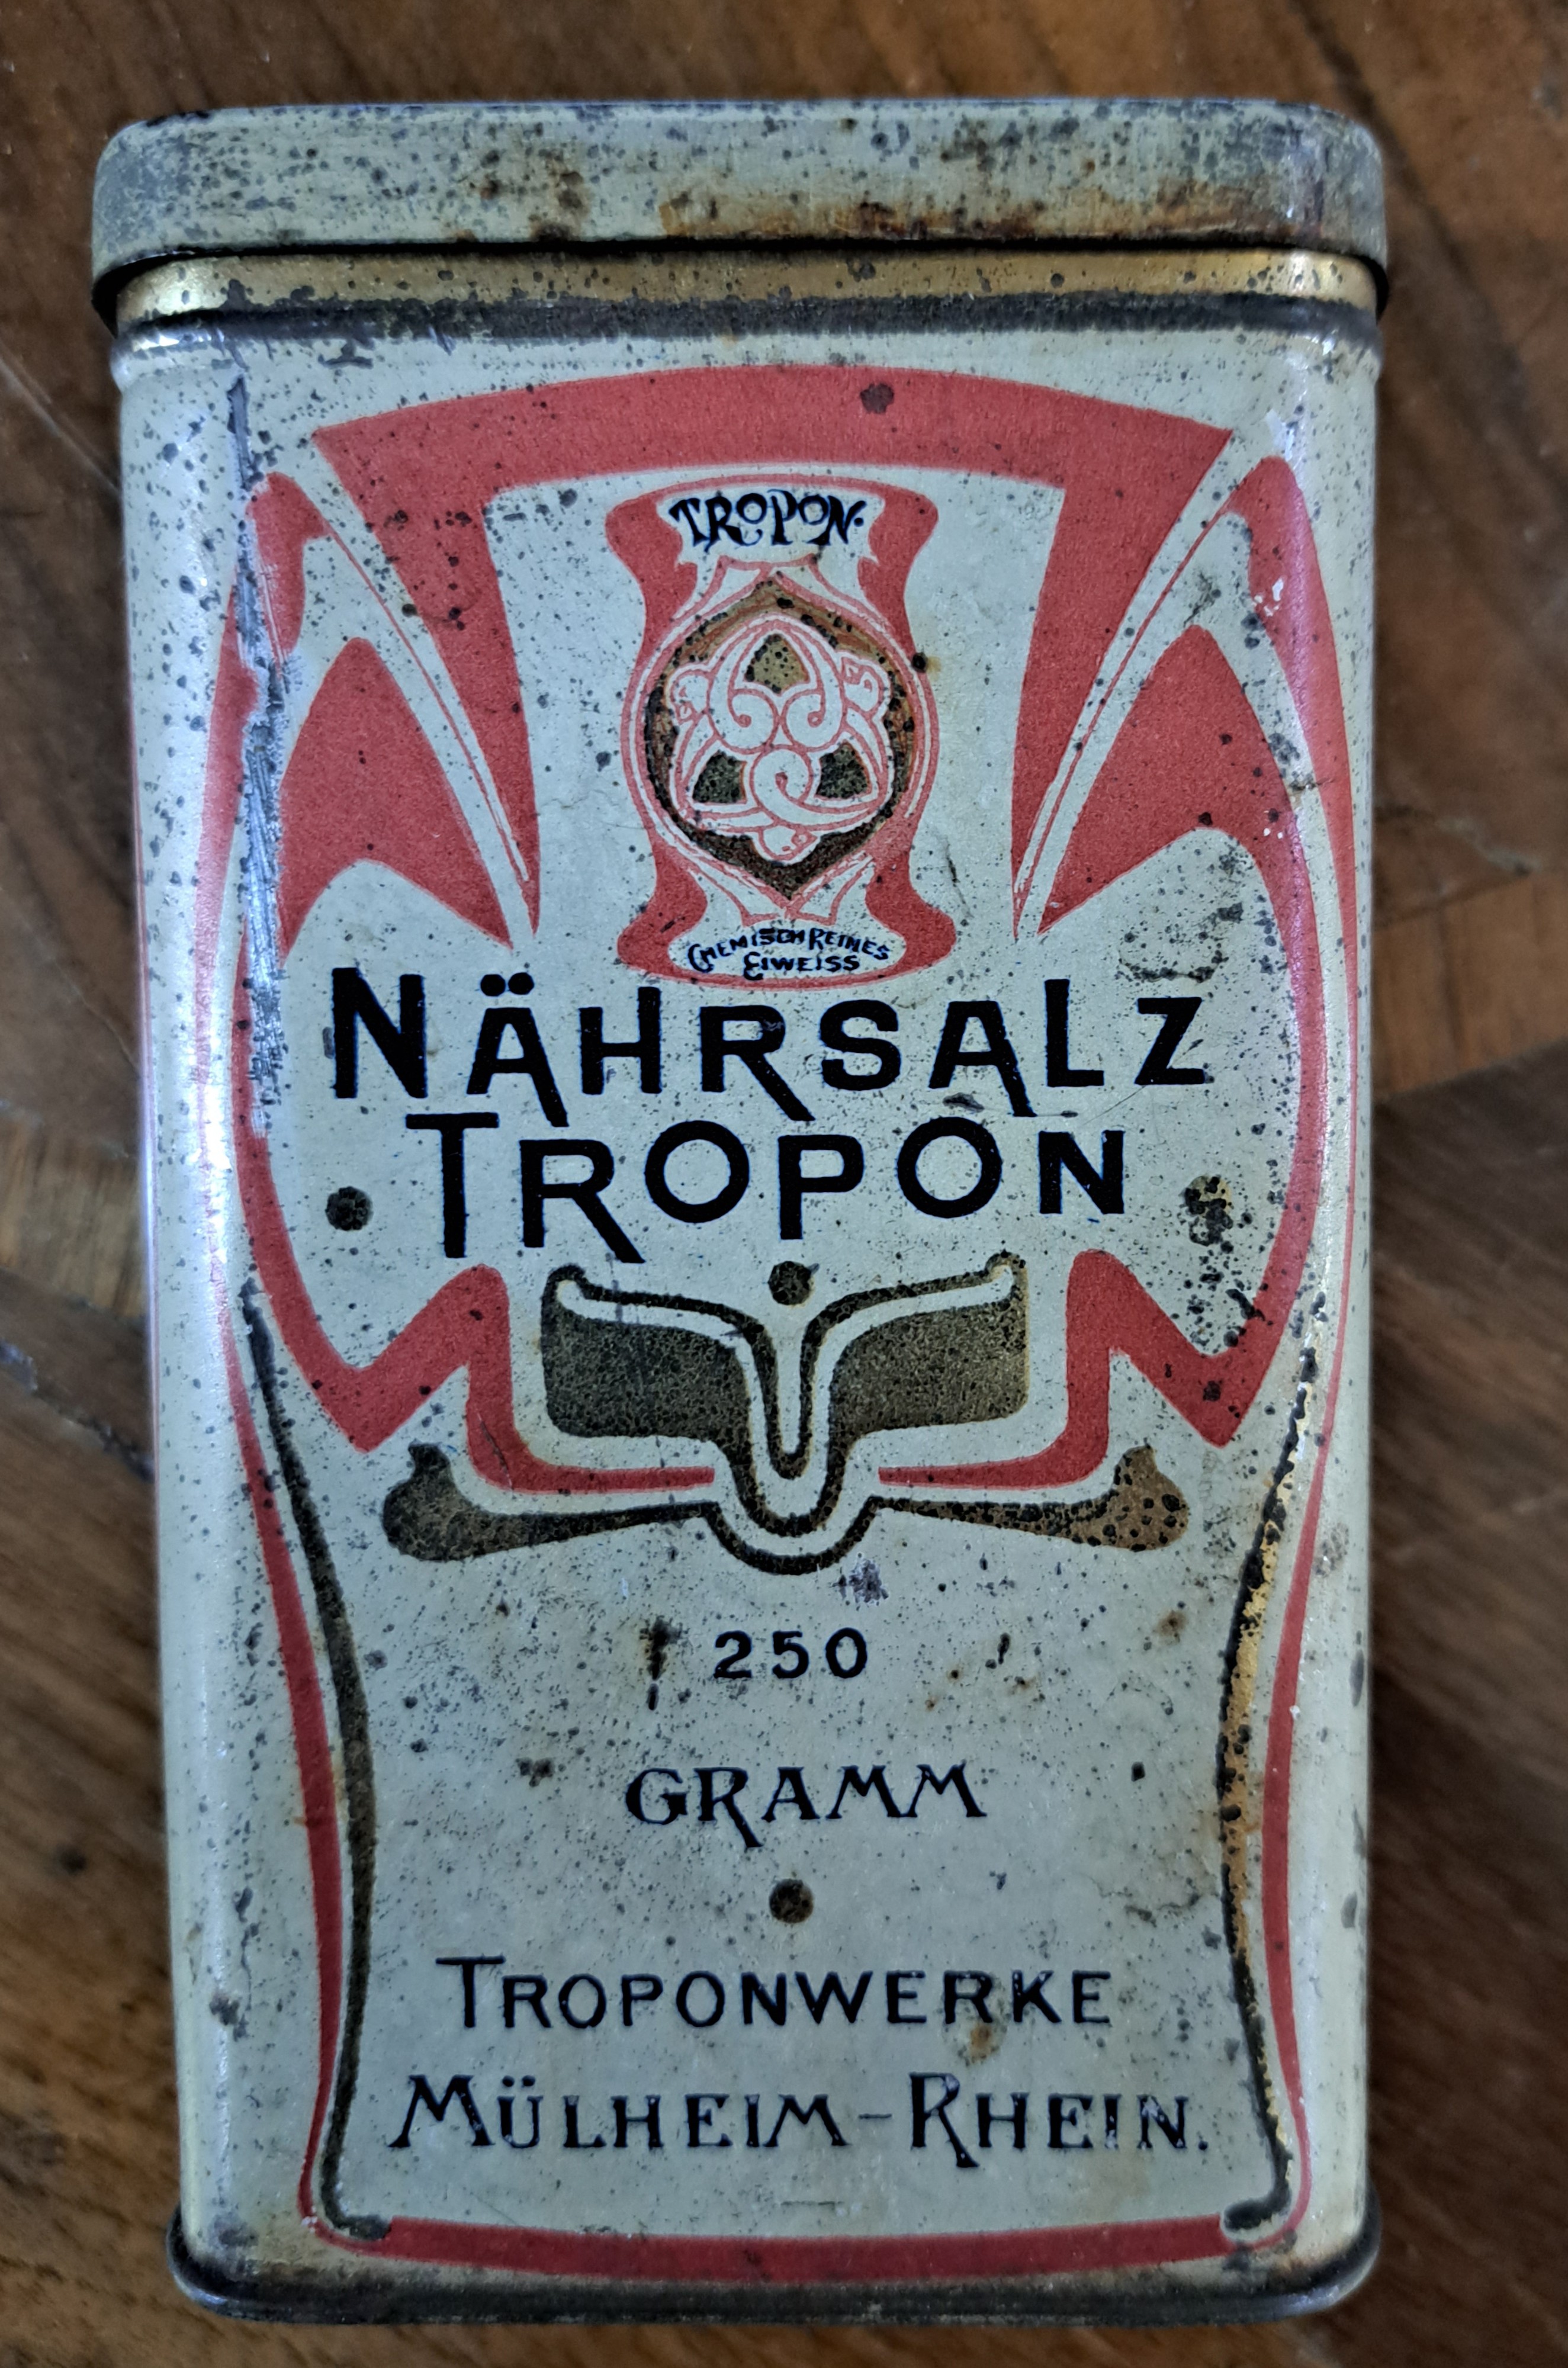 TROPON.
CHEMISCH REINES
EIWEISS
NÄHRSALZ
TROPON
250
GRAMM
TROPONWERKE
MÜLHEIM-RHEIN.